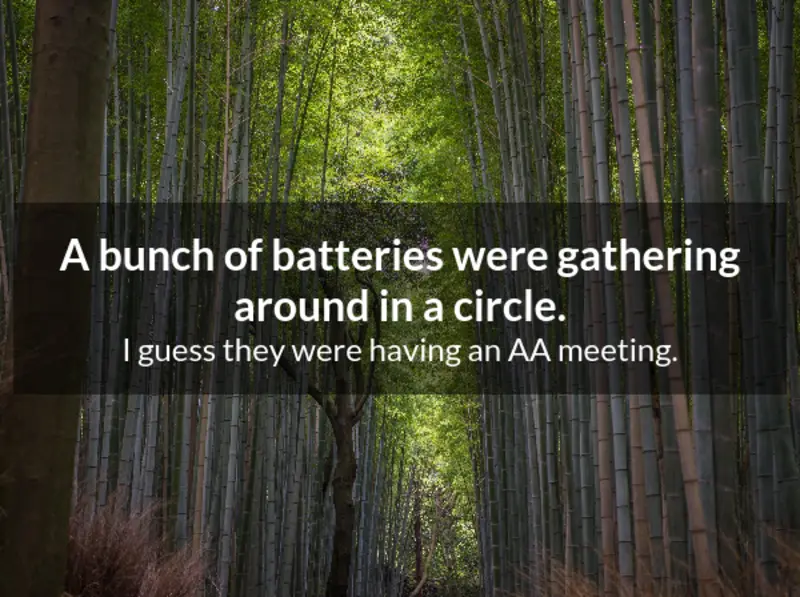 A bunch of batteries were gathering
around in a circle.
I guess they were having an AA meeting.